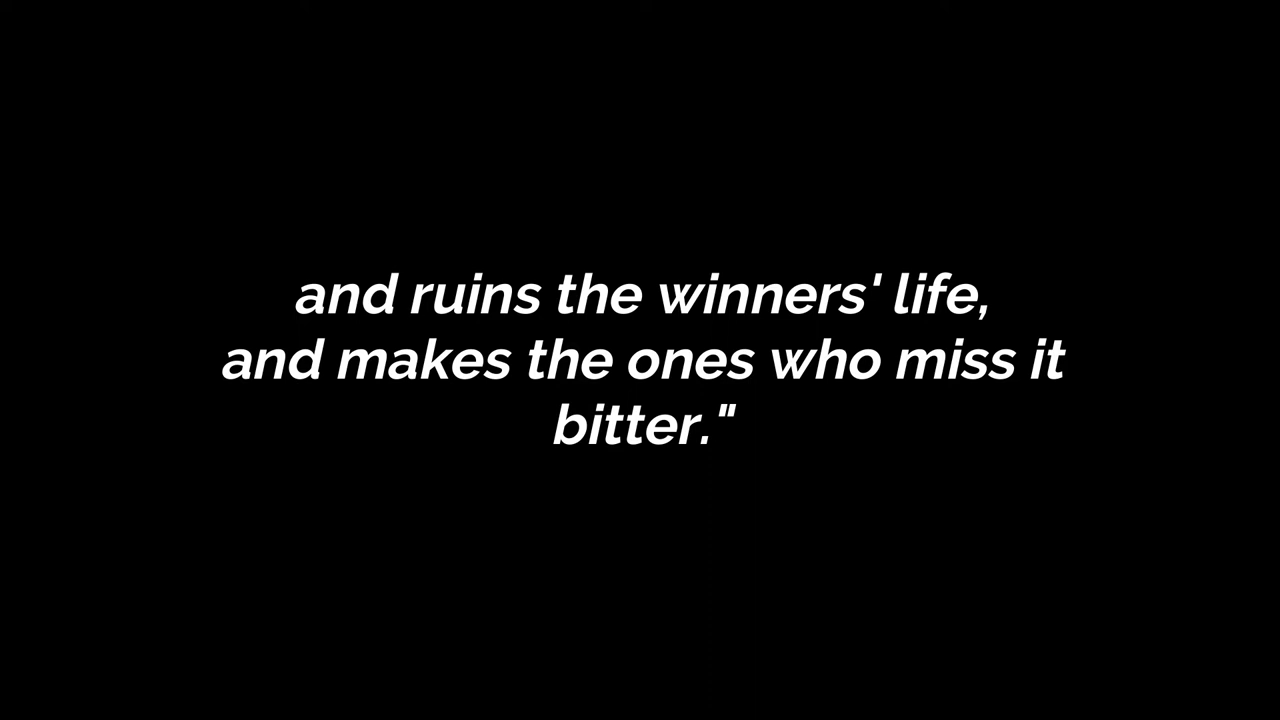 and ruins the winners' life,
and makes the ones who miss it
bitter."